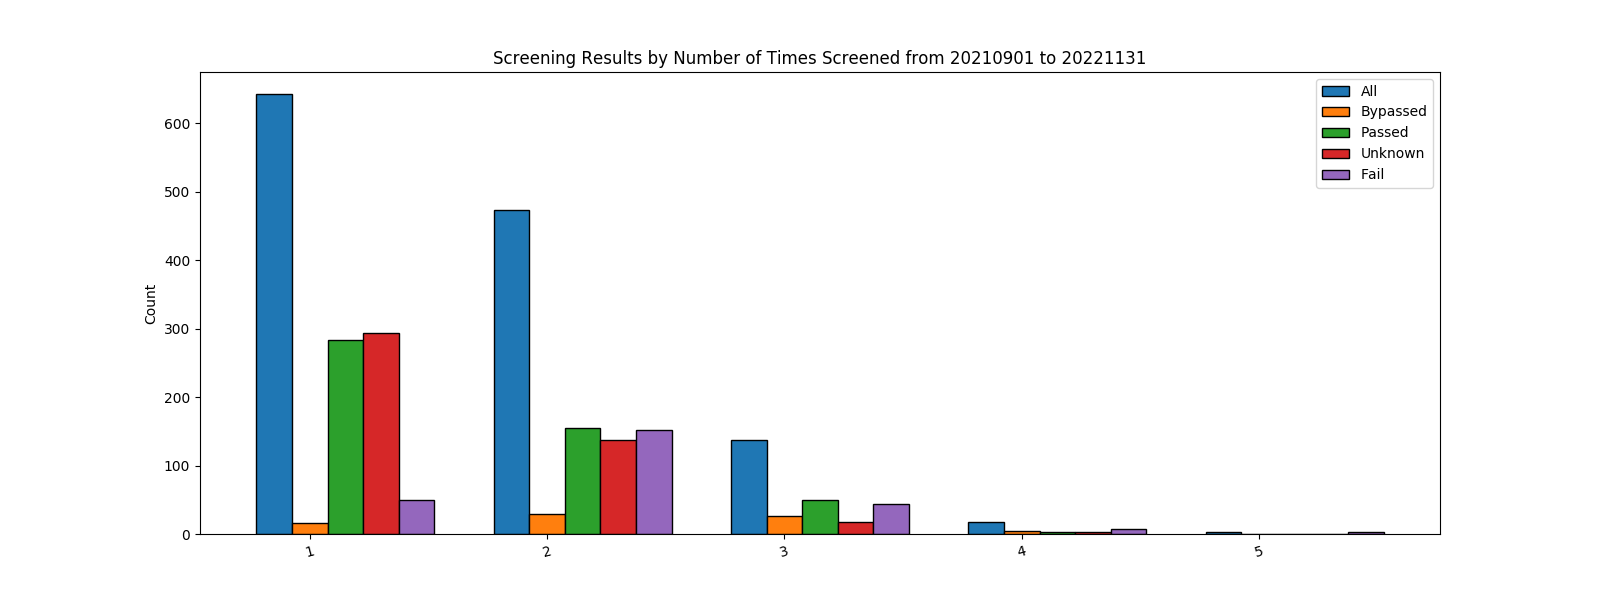 Screening Results by Number of Times Screened from 20210901 to 20221131
All
Bypassed
Passed
Unknown
Fail
Count
600
500
400
300
200
100
0
1
2
3
4
5